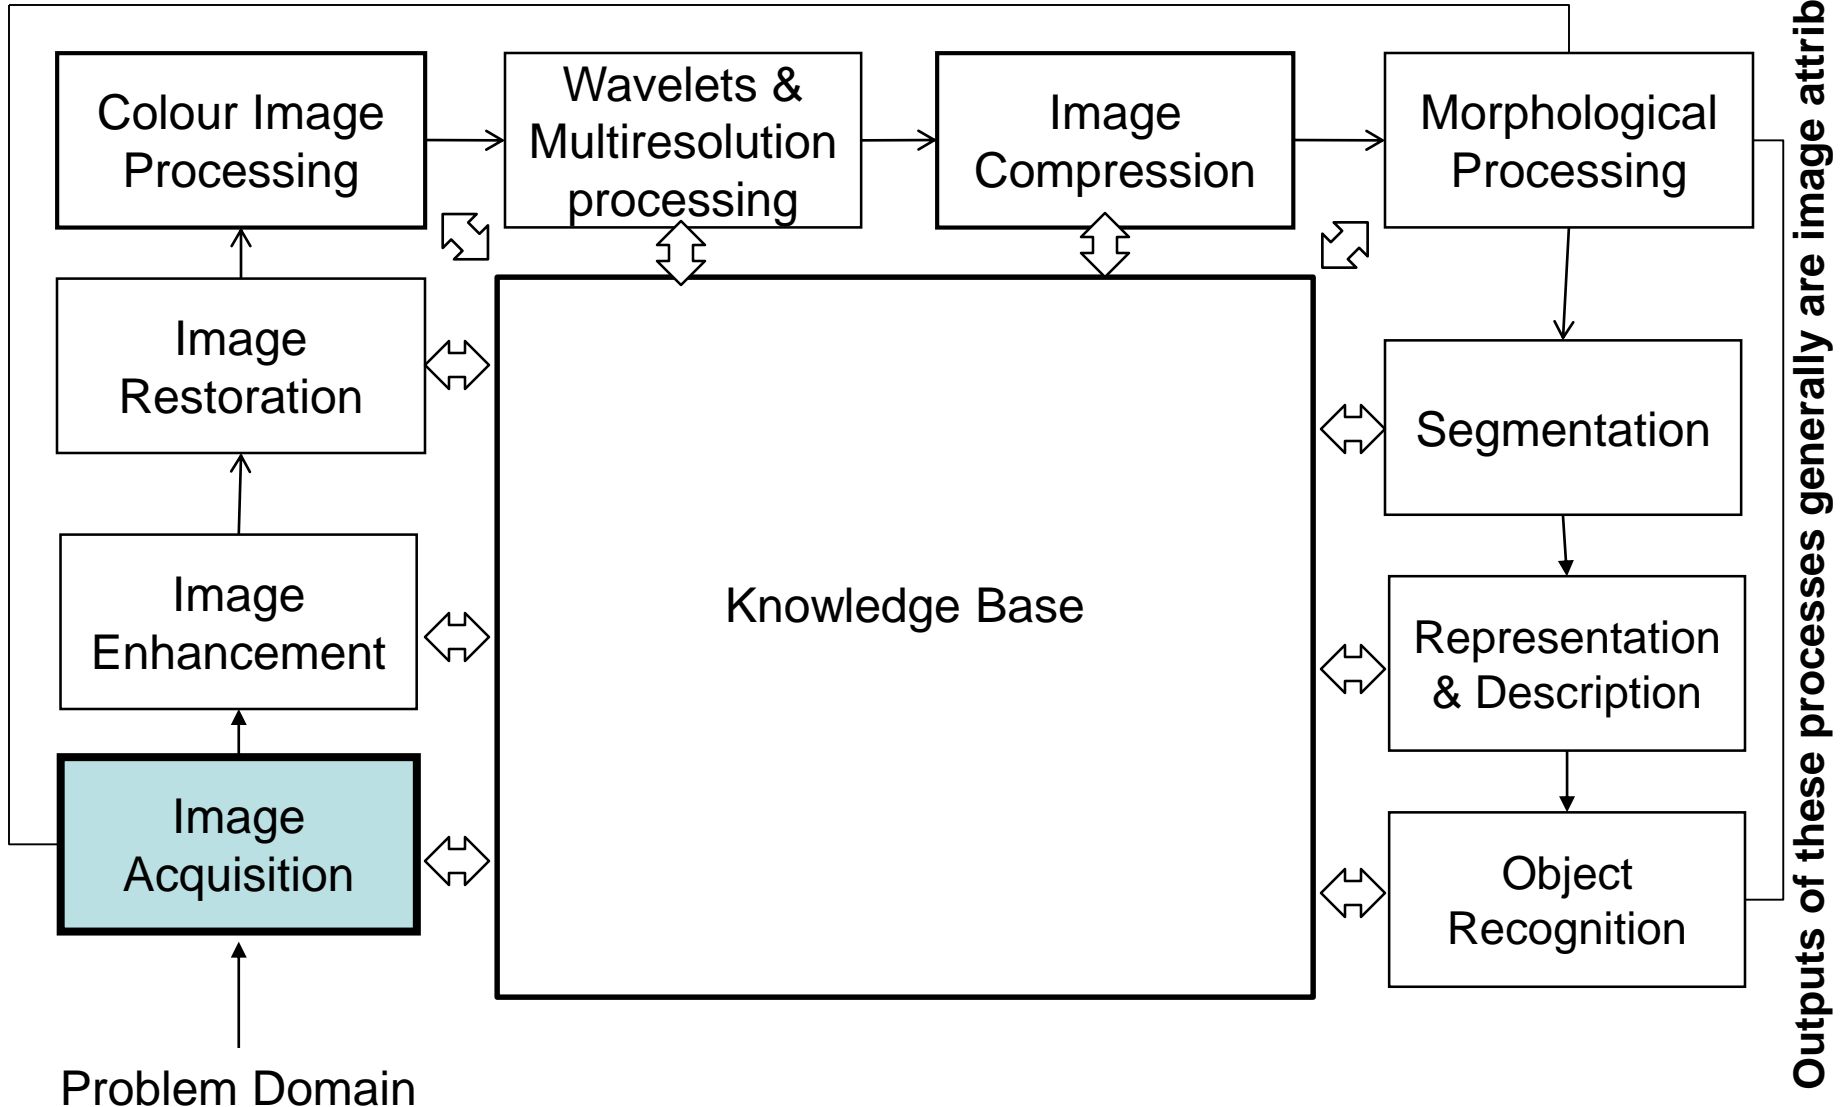 Colour Image
Processing
Wavelets &
Multiresolution
processing
Image
Compression
Morphological
Processing
Image
Restoration
Segmentation
Image
Enhancement
Knowledge Base
Representation
& Description
Image
Acquisition
Object
Recognition
Problem Domain
Outputs of these processes generally are image attrib